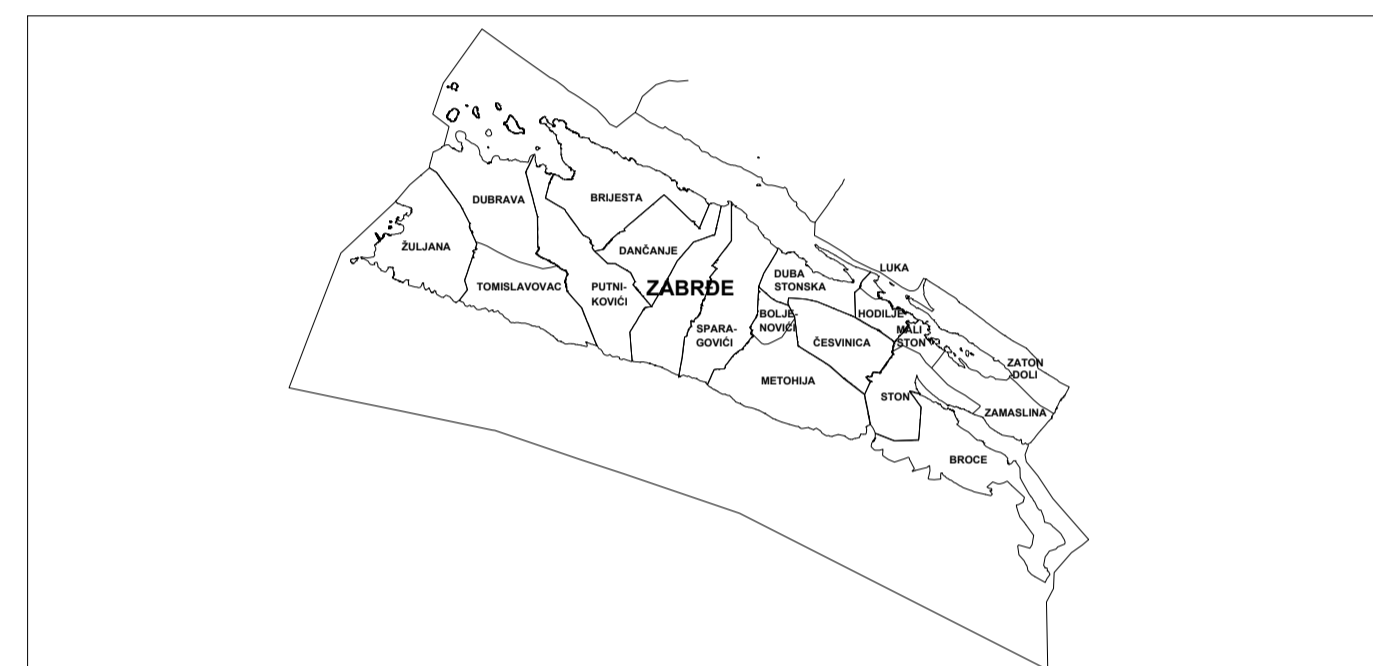 DUBRAVA
BRIJESTA
ŽULJANA
DANČANJE
TOMISLAVOVAC
PUTNI-
KOVIĆI
ZABRĐE
DUBA
STONSKA
LUKA
SPARA-
GOVIĆI
BOLJE-
NOVIĆI
HODILJE
ČESVINICA
MALI
STON
ZATON
DOLI
METOHIJA
STON
ZAMASLINA
BROCE